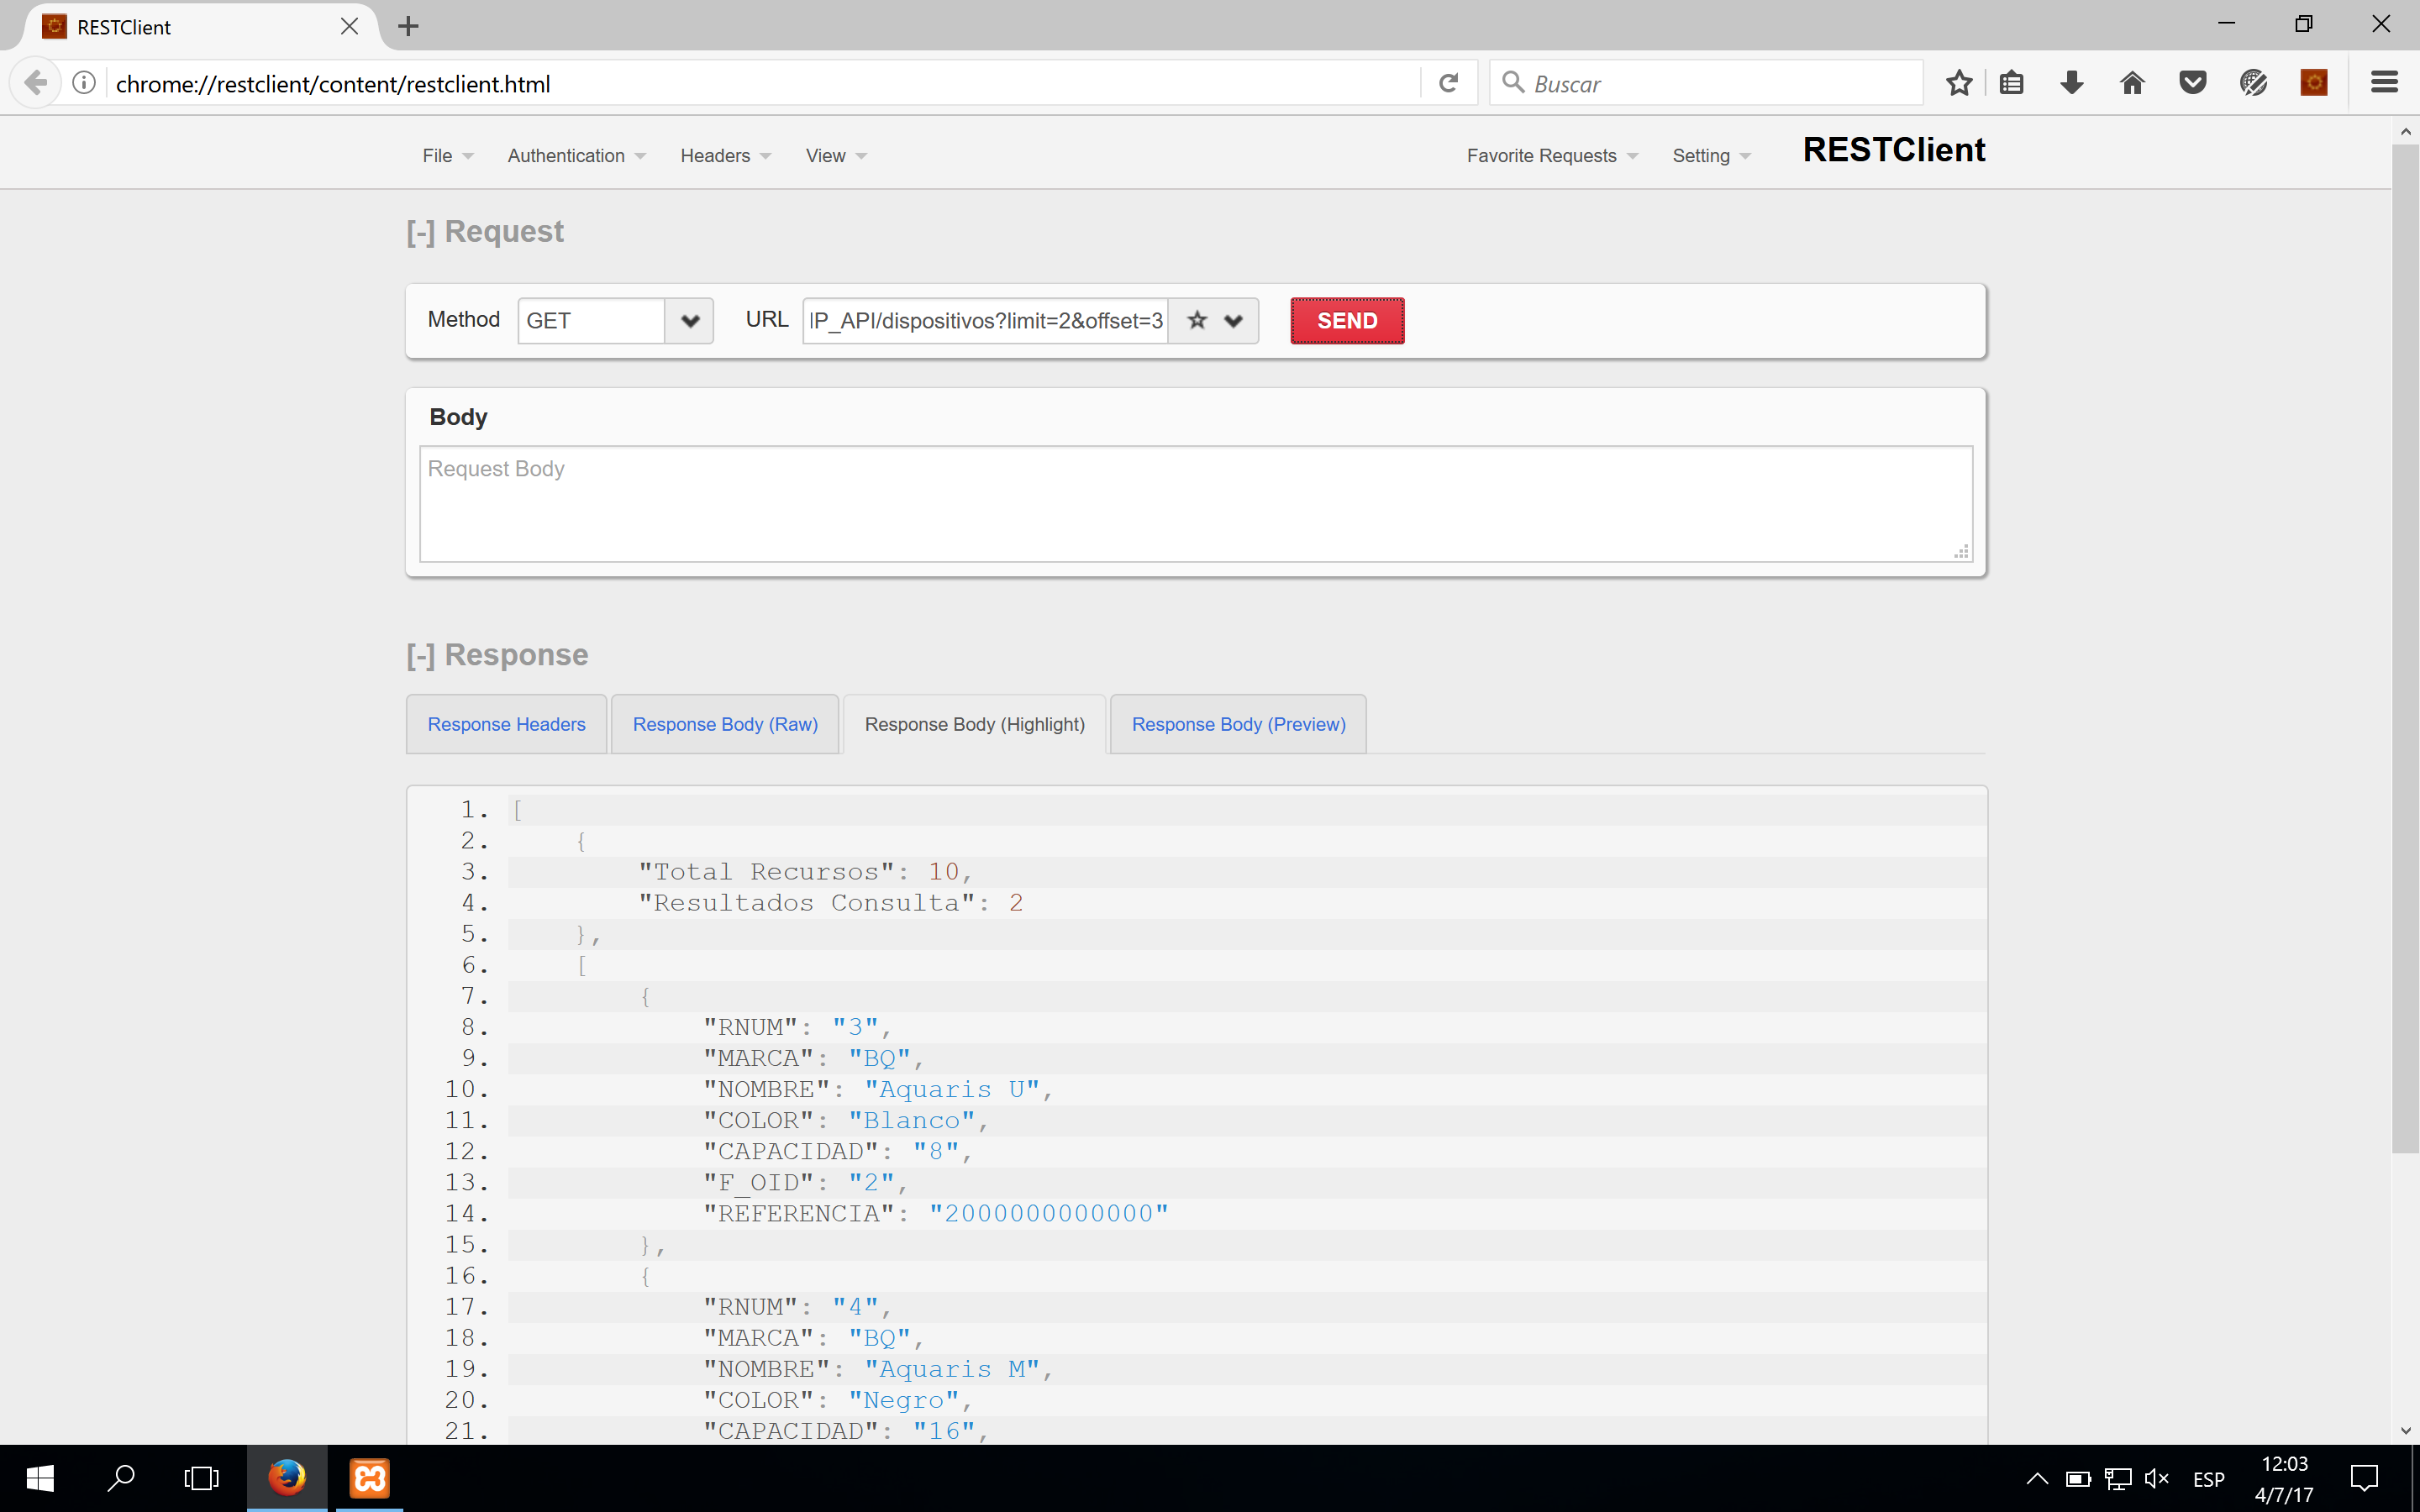 RESTClient
chrome://restclient/content/restclient.html
Buscar
File Authentication Headers View Favorite Requests Setting RESTClient
[-] Request
Method GET URL IP_API/dispositivos?limit=2&offset=3 SEND
Body
Request Body
[-] Response
Response Headers Response Body (Raw) Response Body (Highlight) Response Body (Preview)
1. [
2. {
3. "Total Recursos": 10,
4. "Resultados Consulta": 2
5. },
6. [
7. {
8. "RNUM": "3",
9. "MARCA": "BQ",
10. "NOMBRE": "Aquaris U",
11. "COLOR": "Blanco",
12. "CAPACIDAD": "8",
13. "F_OID": "2",
14. "REFERENCIA": "2000000000000"
15. },
16. {
17. "RNUM": "4",
18. "MARCA": "BQ",
19. "NOMBRE": "Aquaris M",
20. "COLOR": "Negro",
21. "CAPACIDAD": "16",
ESP
12:03
4/7/17